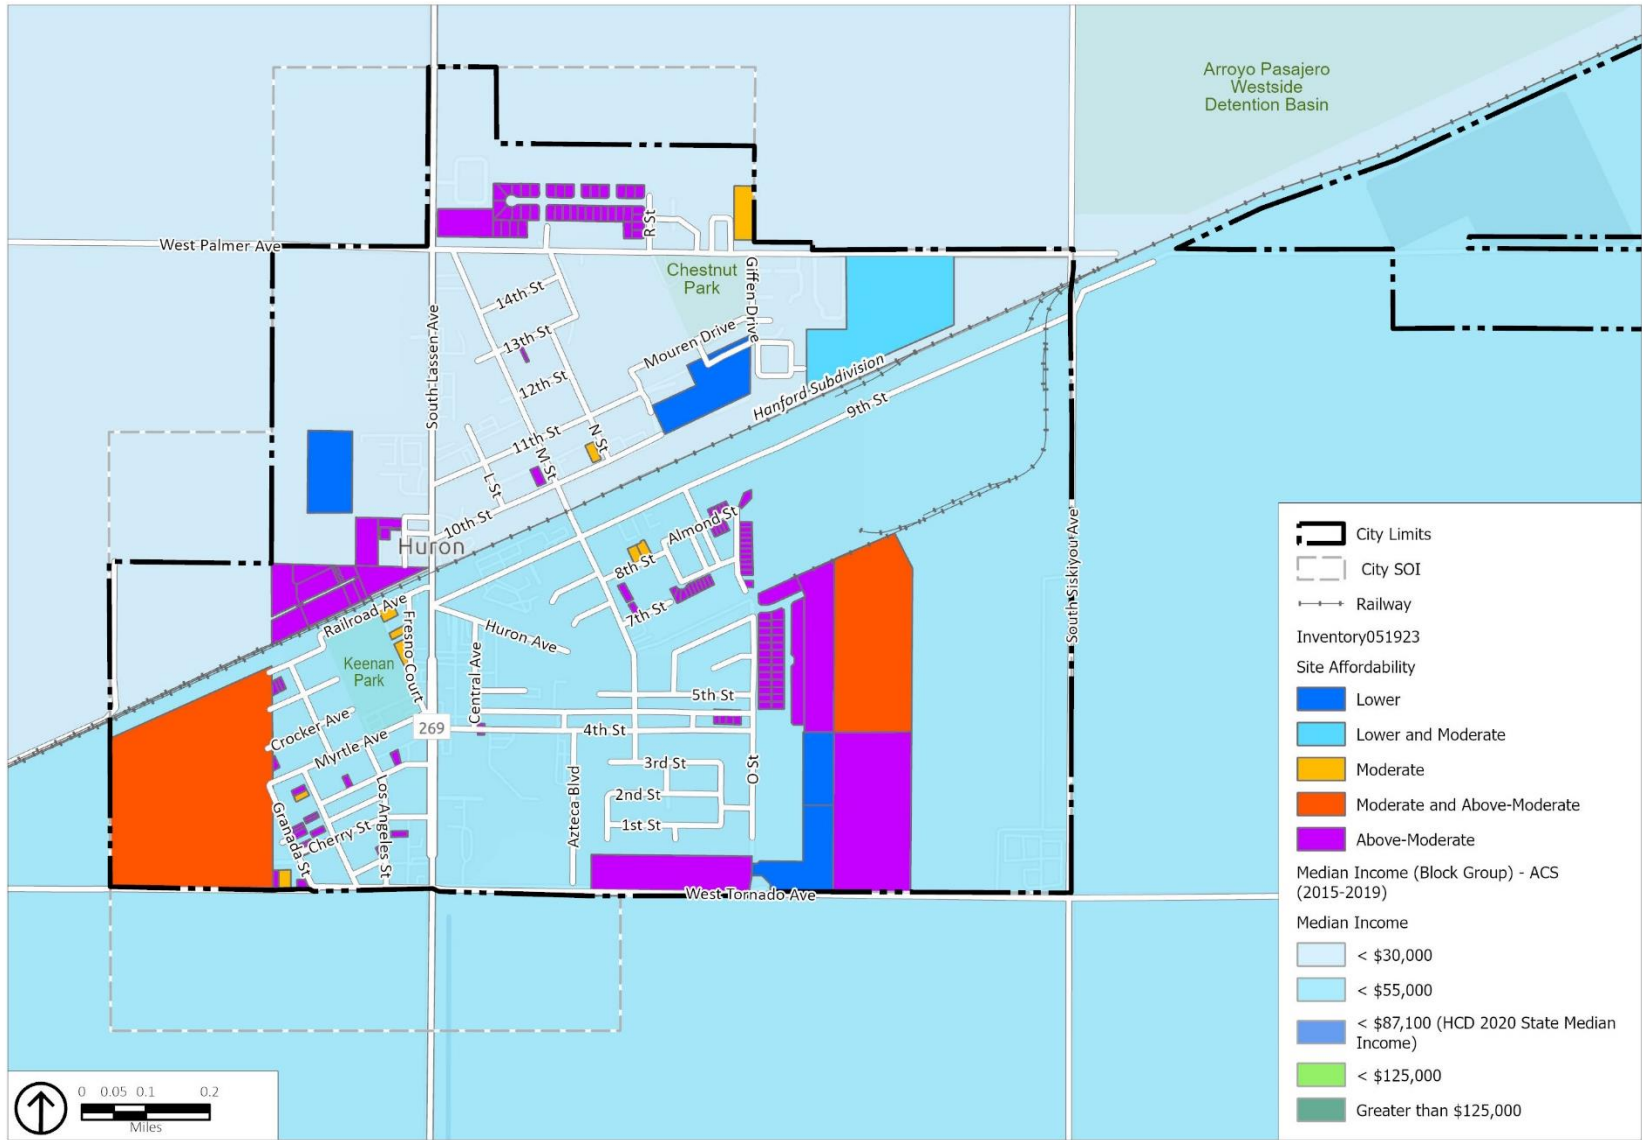 Arroyo Pasajero
Westside
Detention Basin
West Palmer Ave
R St
Chestnut
Park
Giffen Drive
14th St
South Lassen Ave
13th St
Mouren Drive
12th St
Hanford Subdivision
9th St
11th St
N St
M St
L St
10th St
Huron
Almond St
8th St
7th St
South Siskiyou Ave
Railroad Ave
Fresno Court
Huron Ave
Keenan
Park
Central Ave
5th St
269
4th St
Crocker Ave
Myrtle Ave
3rd St
S O St
2nd St
1st St
Azteca Blvd
Los Angeles St
Granada St
Cherry St
West Tornado Ave
City Limits
City SOI
Railway
Inventory051923
Site Affordability
Lower
Lower and Moderate
Moderate
Moderate and Above-Moderate
Above-Moderate
Median Income (Block Group) - ACS
(2015-2019)
Median Income
< $30,000
< $55,000
< $87,100 (HCD 2020 State Median
Income)
< $125,000
Greater than $125,000
0 0.05 0.1 0.2
Miles